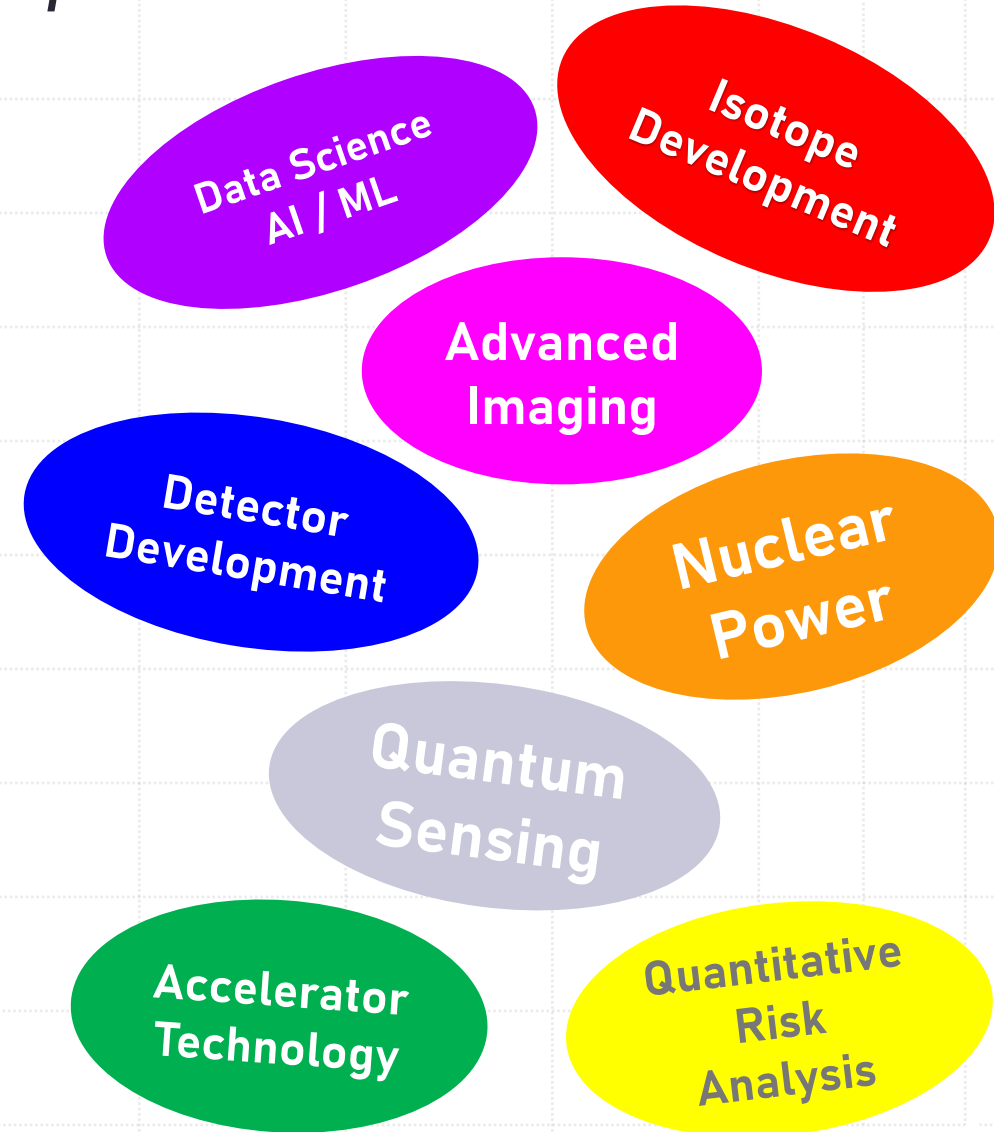 Data Science
AI / ML
Isotope
Development
Advanced
Imaging
Detector
Development
Nuclear
Power
Quantum
Sensing
Accelerator
Technology
Quantitative
Risk
Analysis